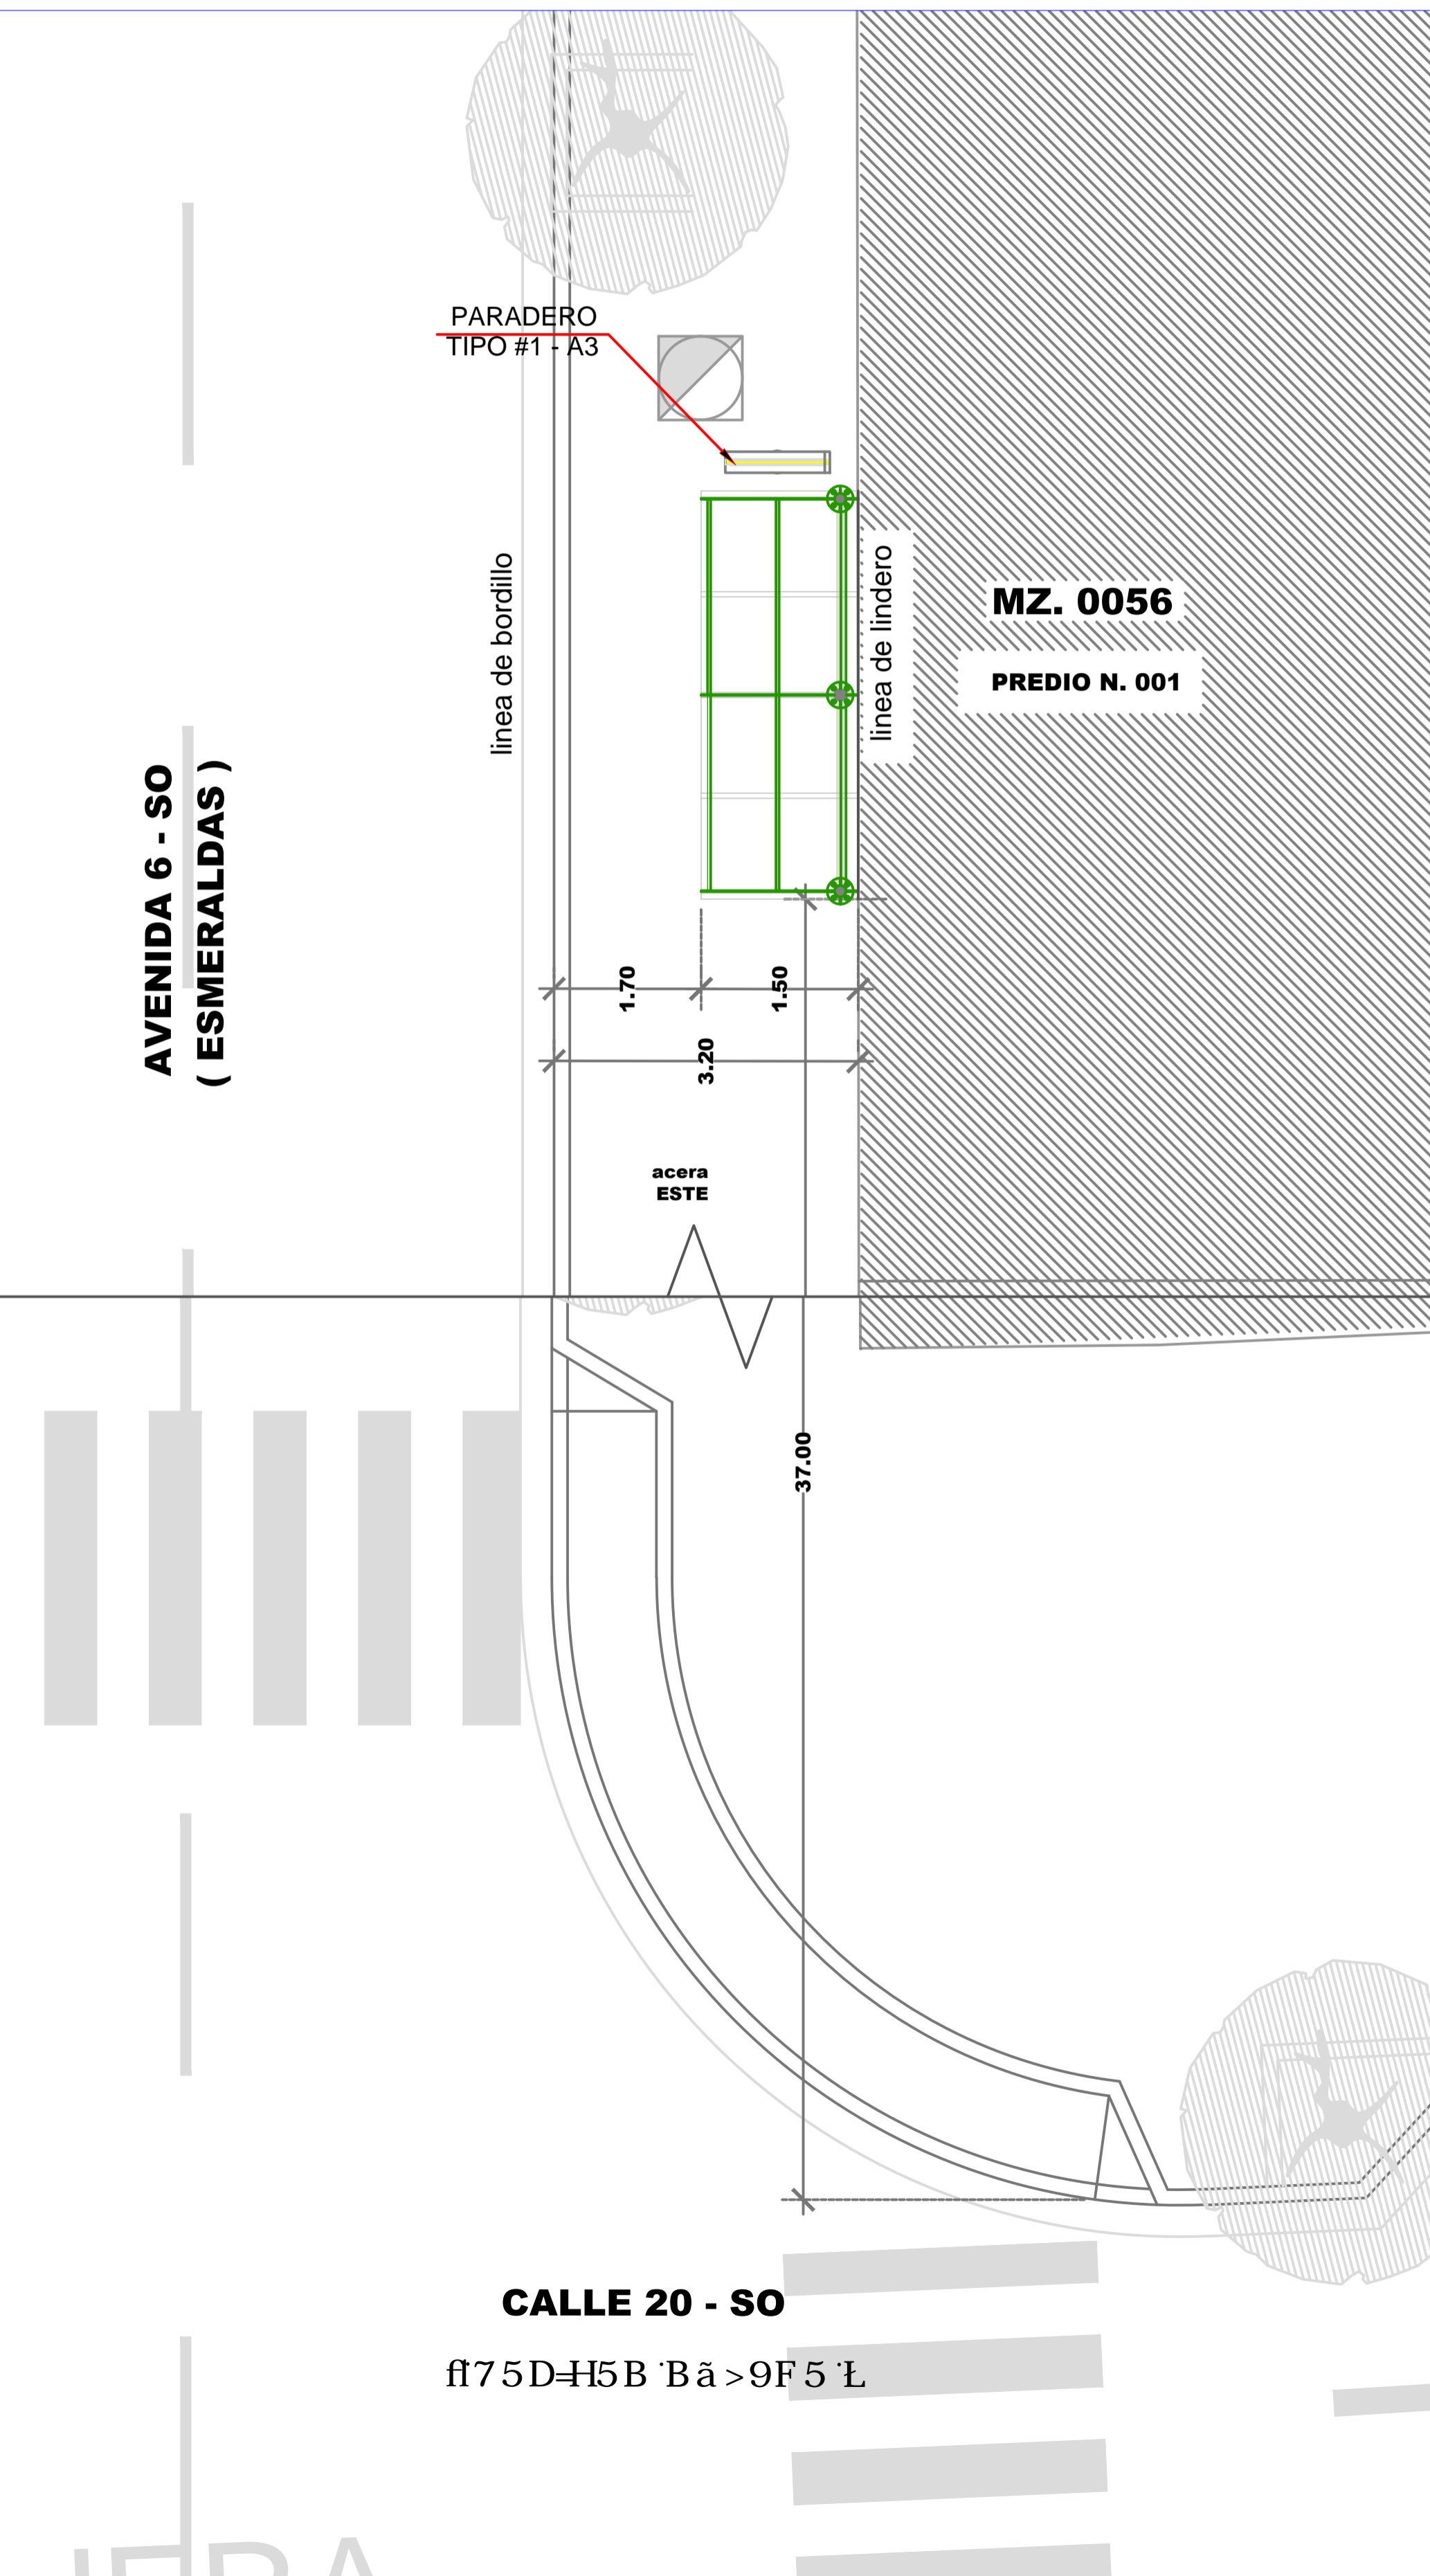 PARADERO
TIPO #1 - A3
linea de bordillo
linea de lindero
MZ. 0056
PREDIO N. 001
AVENIDA 6 - SO
( ESMERALDAS )
1.70
1.50
3.20
acera
ESTE
37.00
CALLE 20 - SO